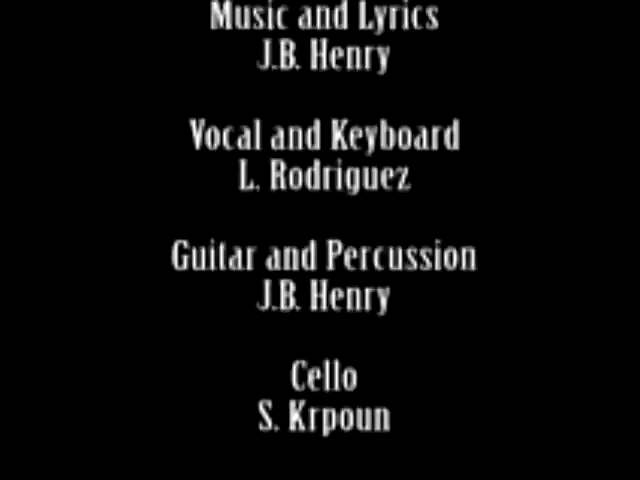 Music and Lyrics
J.B. Henry
Vocal and Keyboard
L. Rodriguez
Guitar and Percussion
J.B. Henry
Cello
S. Krpoun